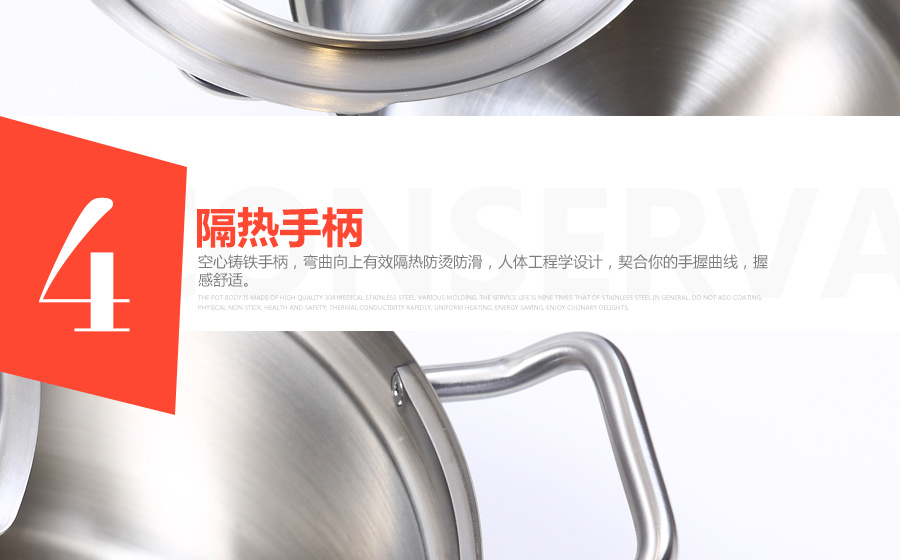 CONSERVA
4
隔热手柄
空心铸铁手柄，弯曲向上有效隔热防烫防滑，人体工程学设计，契合你的手握曲线，握
感舒适。
THE POT BODY IS MADE OF HIGH QUALITY 304 MEDICAL STAINLESS STEEL, VARIOUS MOLDING. THE SERVICE LIFE IS NINE TIMES THAT OF STAINLESS STEEL IN GENERAL, DO NOT ADD COATING,
PHYSICAL NON STICK, HEALTH AND SAFETY, THERMAL CONDUCTIVITY RAPIDLY, UNIFORM HEATING, ENERGY SAVING, ENJOY CULINARY DELIGHTS.